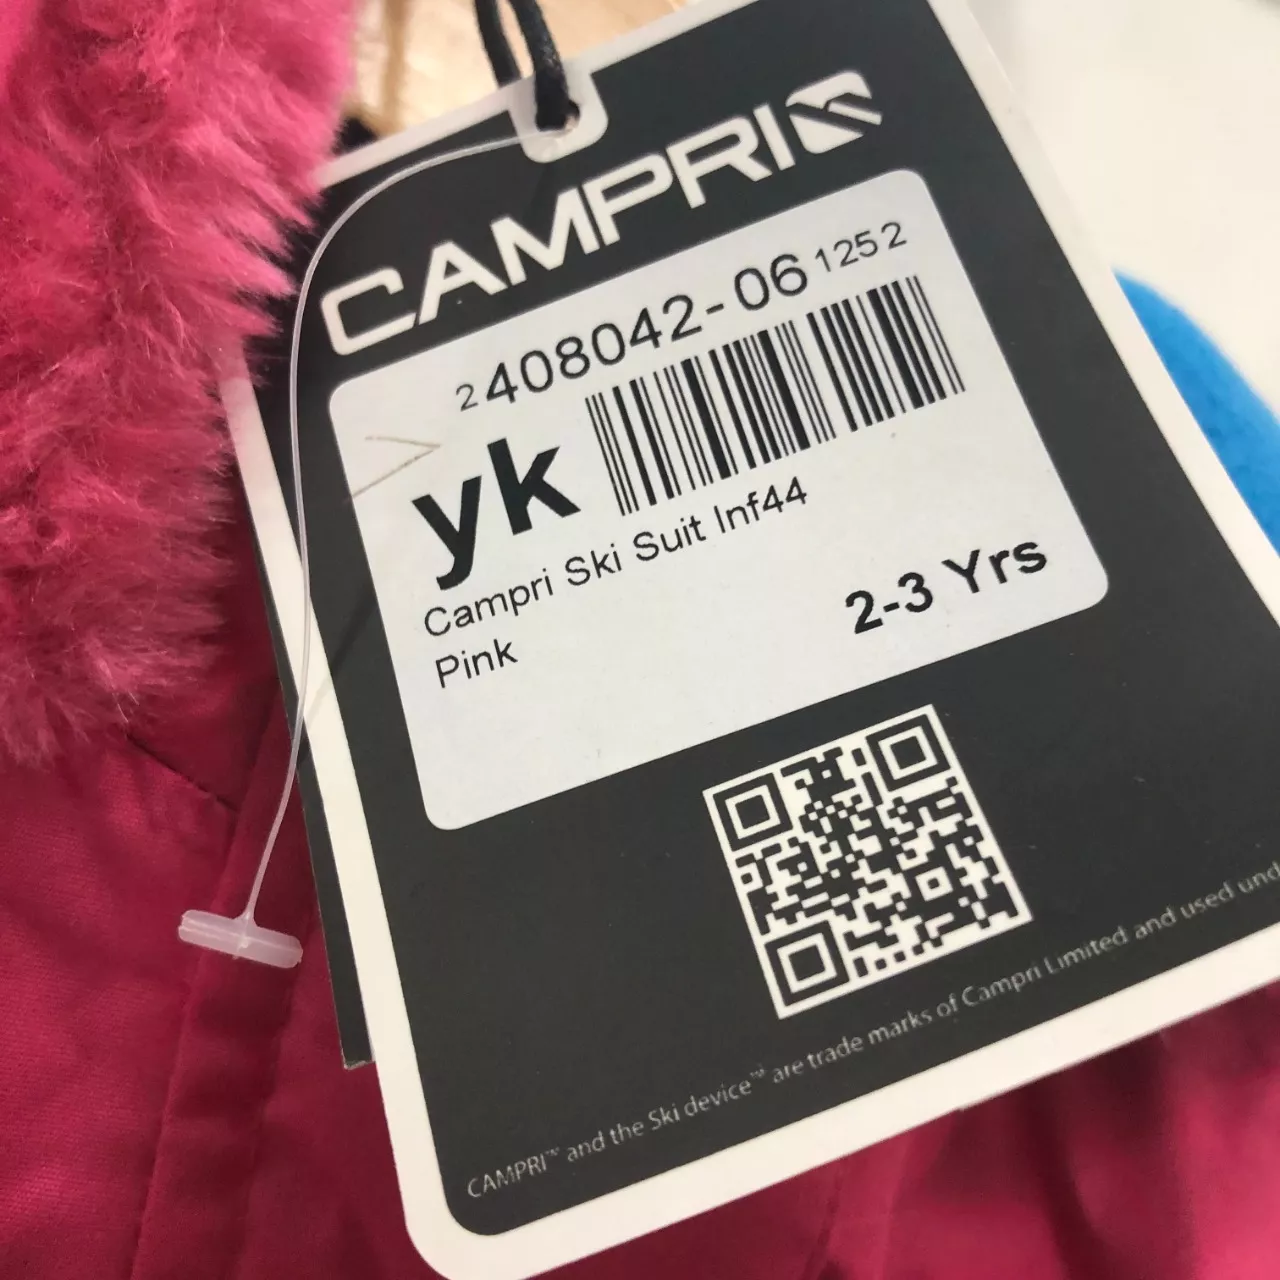 CAMPRI
2 408042-06 1252
yk
Campri Ski Suit Inf44
Pink
2-3 Yrs
CAMPRI™ and the Ski device™ are trade marks of Campri Limited and used